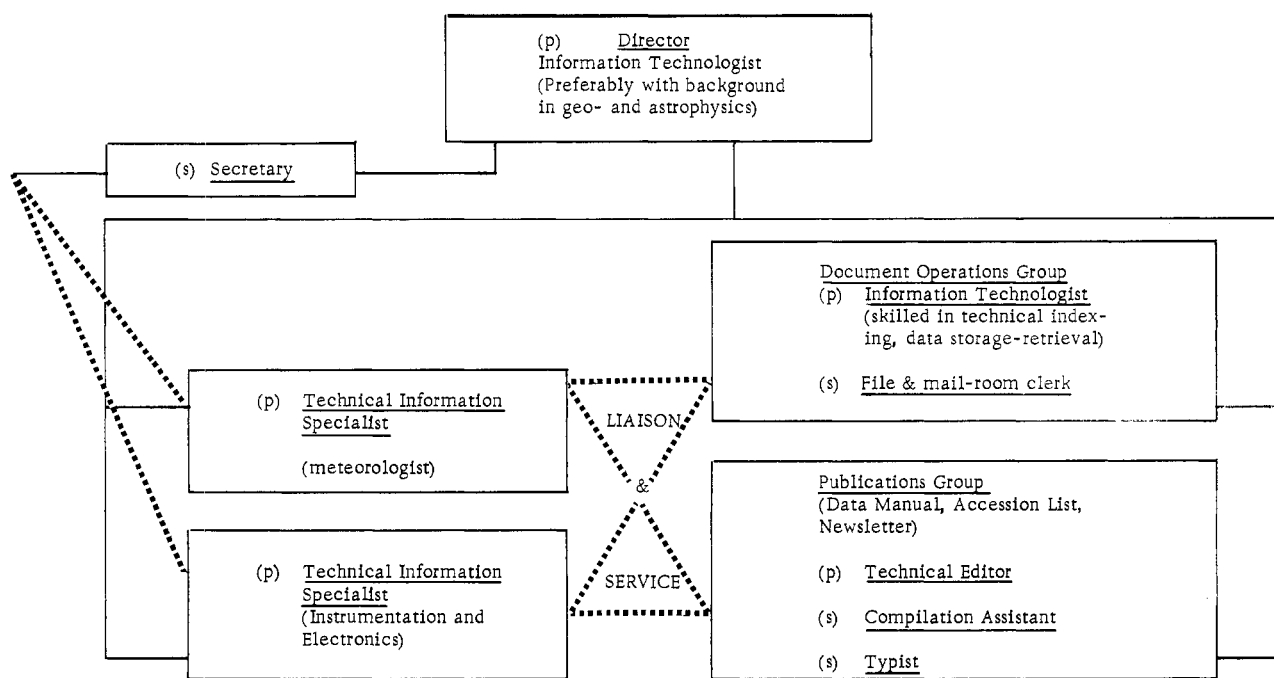 (p) Director
Information Technologist
(Preferably with background
in geo- and astrophysics)
(s) Secretary
Document Operations Group
(p) Information Technologist
(skilled in technical index-
ing, data storage-retrieval)
(s) File & mail-room clerk
(p) Technical Information
Specialist
(meteorologist)
LIAISON
&
SERVICE
(p) Technical Information
Specialist
(Instrumentation and
Electronics)
Publications Group
(Data Manual, Accession List,
Newsletter)
(p) Technical Editor
(s) Compilation Assistant
(s) Typist